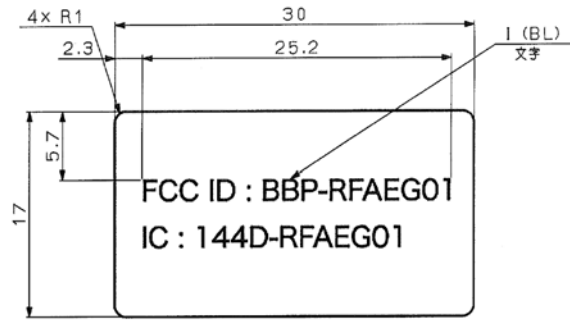 4x R1
30
I (BL)
文字
2.3
25.2
5.7
17
FCC ID : BBP-RFAEG01
IC : 144D-RFAEG01